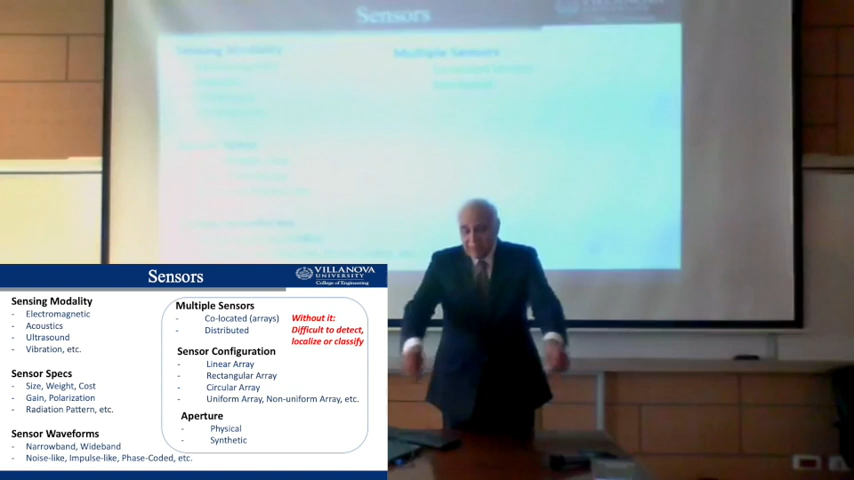 Sensors
Sensing Modality
Multiple Sensors
Sensors
VILLANOVA
UNIVERSITY
College of Engineering
Sensing Modality
- Electromagnetic
- Acoustics
- Ultrasound
- Vibration, etc.
Sensor Specs
- Size, Weight, Cost
- Gain, Polarization
- Radiation Pattern, etc.
Sensor Waveforms
- Narrowband, Wideband
- Noise-like, Impulse-like, Phase-Coded, etc.
Multiple Sensors
- Co-located (arrays)
- Distributed
Without it:
Difficult to detect,
localize or classify
Sensor Configuration
- Linear Array
- Rectangular Array
- Circular Array
- Uniform Array, Non-uniform Array, etc.
Aperture
- Physical
- Synthetic